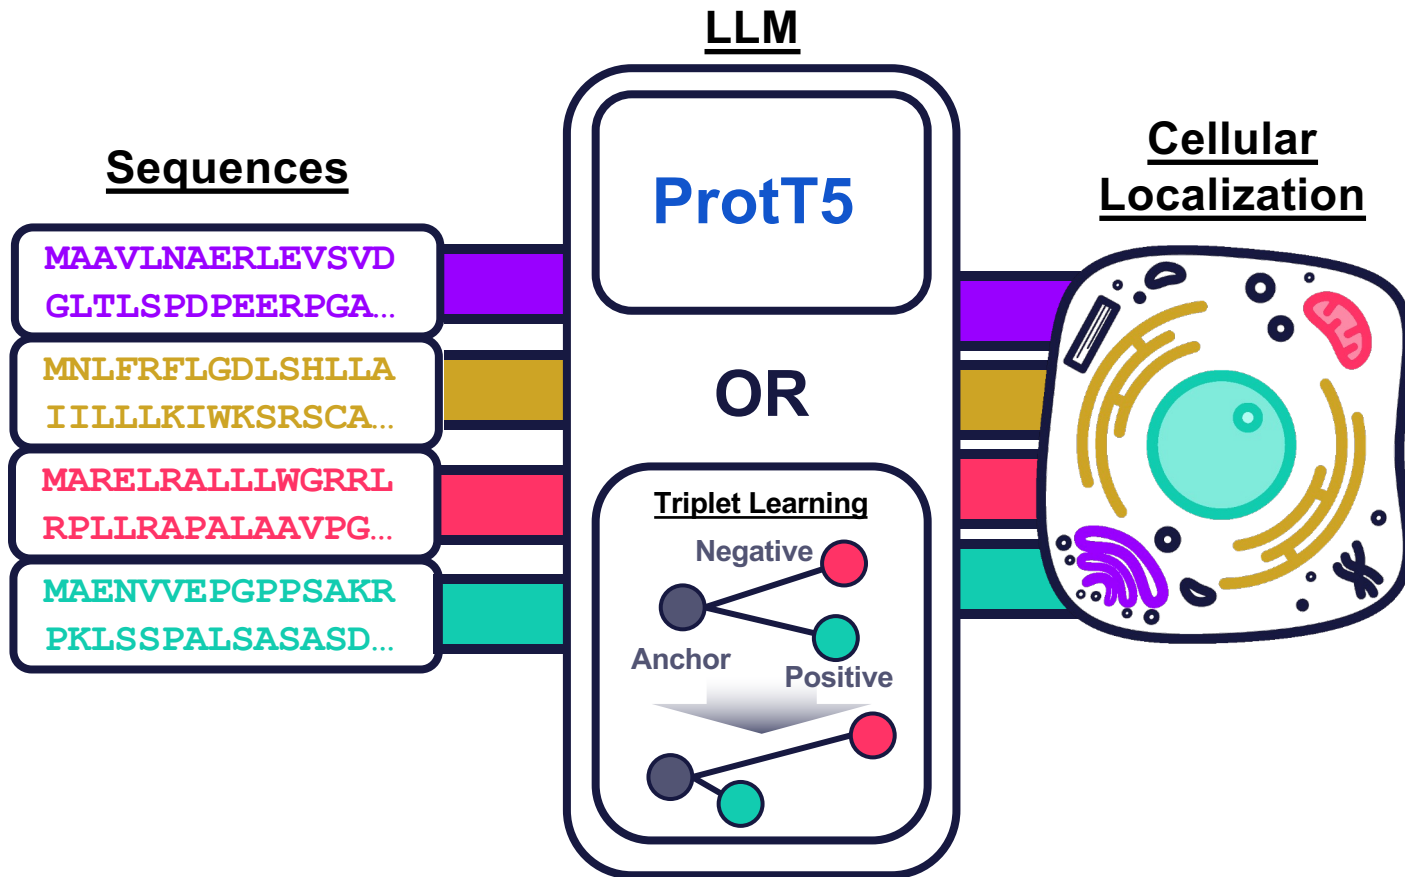 Sequences
MAAVLNAERLEVSVD
GLTLSPDPEERPGA...
MNLFRFLGDLSHLLA
IILLLKIWKSRSCA...
MARELRALLLWGRRL
RPLLRAPALAAVPG...
MAENVVEPGPPSAKR
PKLSSPALSASASD...
LLM
ProtT5
OR
Triplet Learning
Negative
Anchor
Positive
Cellular
Localization